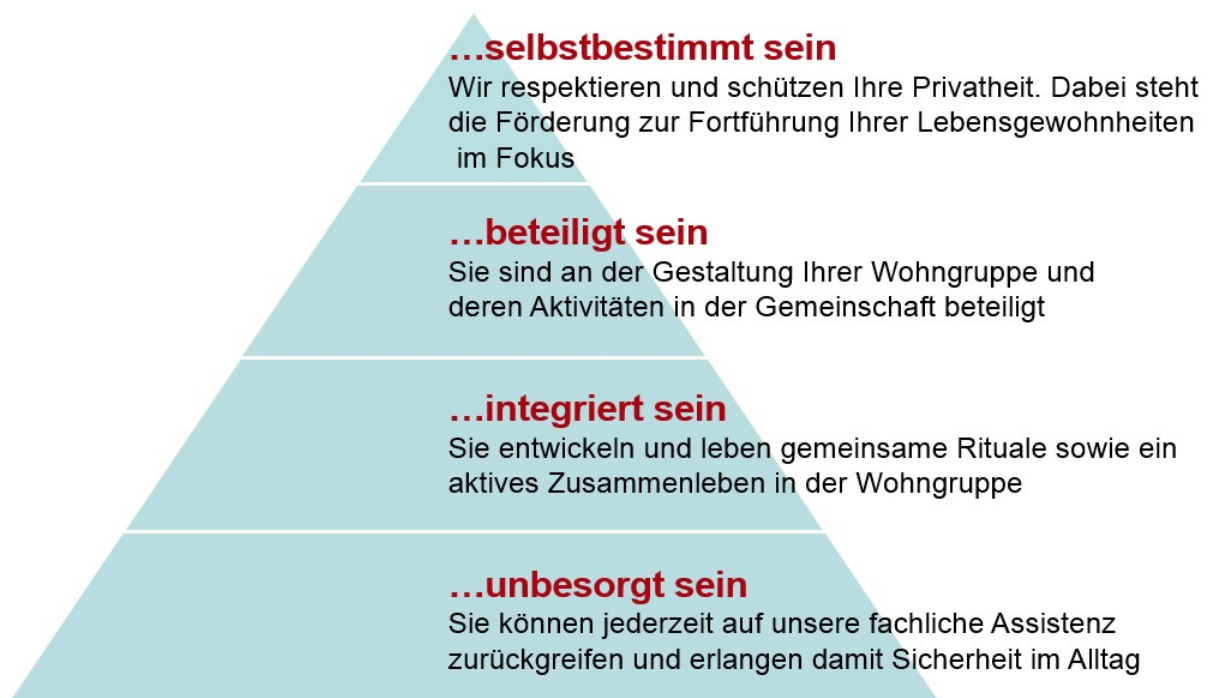 …selbstbestimmt sein
Wir respektieren und schützen Ihre Privatheit. Dabei steht
die Förderung zur Fortführung Ihrer Lebensgewohnheiten
im Fokus
…beteiligt sein
Sie sind an der Gestaltung Ihrer Wohngruppe und
deren Aktivitäten in der Gemeinschaft beteiligt
…integriert sein
Sie entwickeln und leben gemeinsame Rituale sowie ein
aktives Zusammenleben in der Wohngruppe
…unbesorgt sein
Sie können jederzeit auf unsere fachliche Assistenz
zurückgreifen und erlangen damit Sicherheit im Alltag